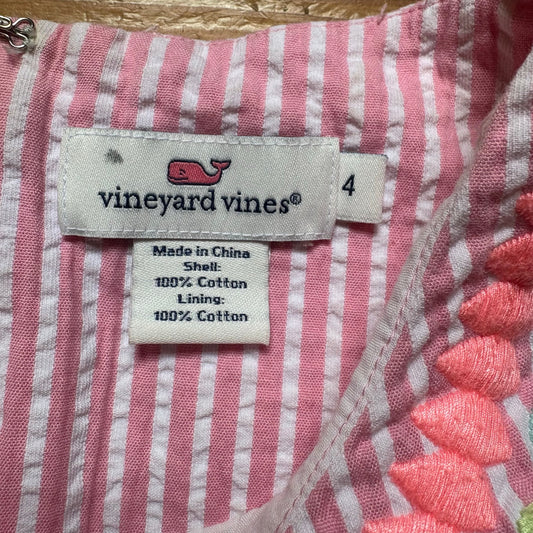 vineyard vines®
4
Made in China
Shell:
100% Cotton
Lining:
100% Cotton